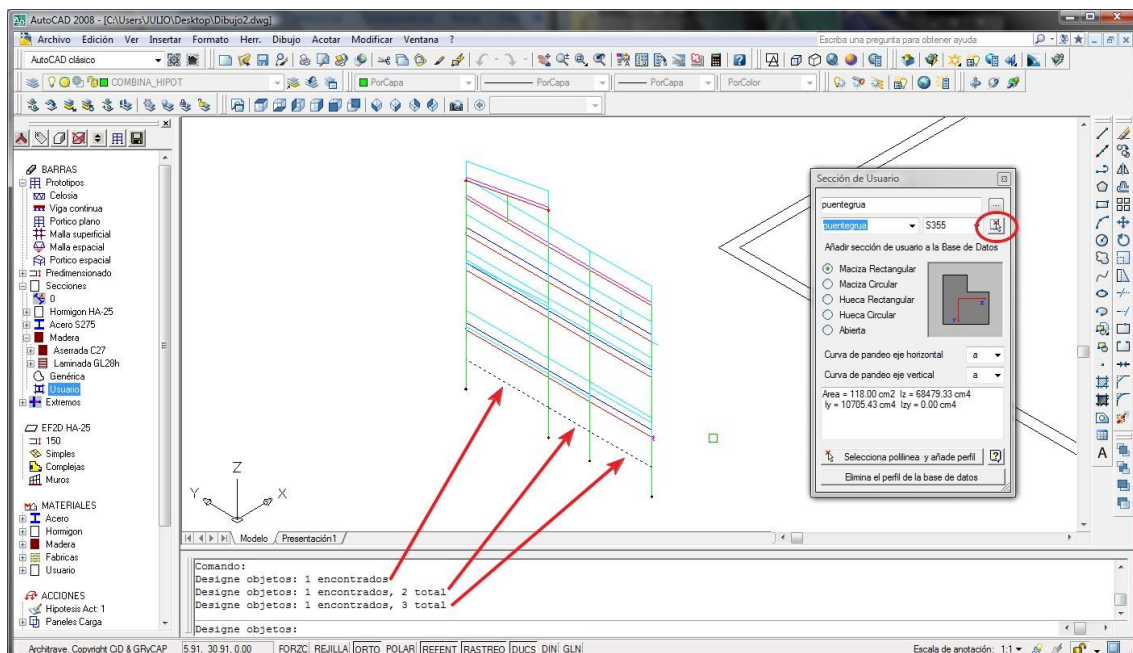 AutoCAD 2008 - [C:\Users\JULIO\Desktop\Dibujo2.dwg]
Archivo Edición Ver Insertar Formato Herr. Dibujo Acotar Modificar Ventana ?
Escriba una pregunta para obtener ayuda
AutoCAD clásico
COMBINA_HIPOT
PorCapa
PorCapa
PorCapa
PorColor
BARRAS
Prototipos
Celosia
Viga continua
Portico plano
Malla superficial
Malla espacial
Portico espacial
Predimensionado
Secciones
0
Hormigon HA-25
Acero S275
Madera
Aserrada C27
Laminada GL28h
Genérica
Usuario
Extremos
EF2D HA-25
150
Simples
Complejas
Muros
MATERIALES
Acero
Hormigon
Madera
Fabricas
Usuario
ACCIONES
Hipotesis Act: 1
Paneles Carga
Z
Y
X
Sección de Usuario
puentegrua
...
puentegrua
S355
Añadir sección de usuario a la Base de Datos
Maciza Rectangular
Maciza Circular
Hueca Rectangular
Hueca Circular
Abierta
z
y
Curva de pandeo eje horizontal a
Curva de pandeo eje vertical a
Area = 118.00 cm2 Iz = 68479.33 cm4
Iy = 10705.43 cm4 Izy = 0.00 cm4
Selecciona polilinea y añade perfil
Elimina el perfil de la base de datos
Modelo
Presentación1
Comando:
Designe objetos: 1 encontrados
Designe objetos: 1 encontrados, 2 total
Designe objetos: 1 encontrados, 3 total
Designe objetos:
Architrave. Copyright CiD & GRyCAP
5.91, 30.91, 0.00
FORZC REJILLA ORTO POLAR REFENT RASTREO DUCS DIN GLN
Escala de anotación: 1:1